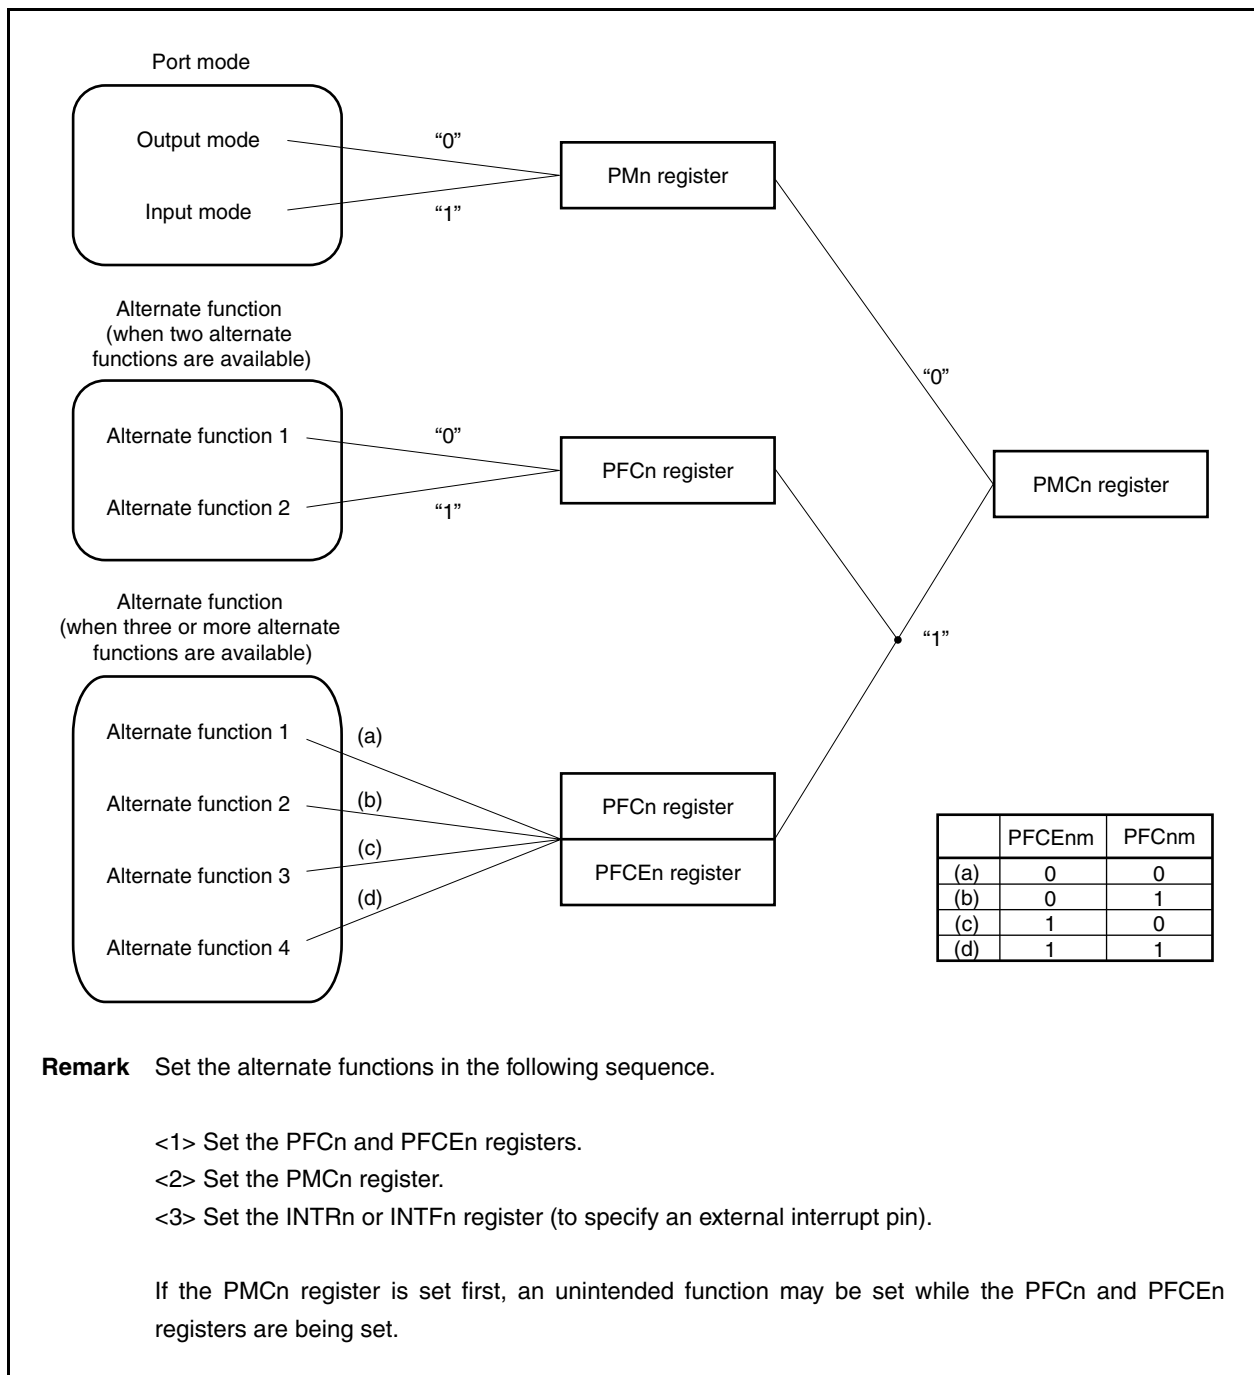 Port mode
Output mode
“0”
PMn register
Input mode
“1”
Alternate function
(when two alternate
functions are available)
“0”
Alternate function 1
“0”
PFCn register
PMCn register
Alternate function 2
“1”
Alternate function
(when three or more alternate
functions are available)
“1”
Alternate function 1
(a)
Alternate function 2
(b)
PFCn register
(c)
Alternate function 3
PFCEn register
(d)
Alternate function 4
PFCEnm PFCnm
(a) 0 0
(b) 0 1
(c) 1 0
(d) 1 1
Remark Set the alternate functions in the following sequence.
<1> Set the PFCn and PFCEn registers.
<2> Set the PMCn register.
<3> Set the INTRn or INTFn register (to specify an external interrupt pin).
If the PMCn register is set first, an unintended function may be set while the PFCn and PFCEn
registers are being set.